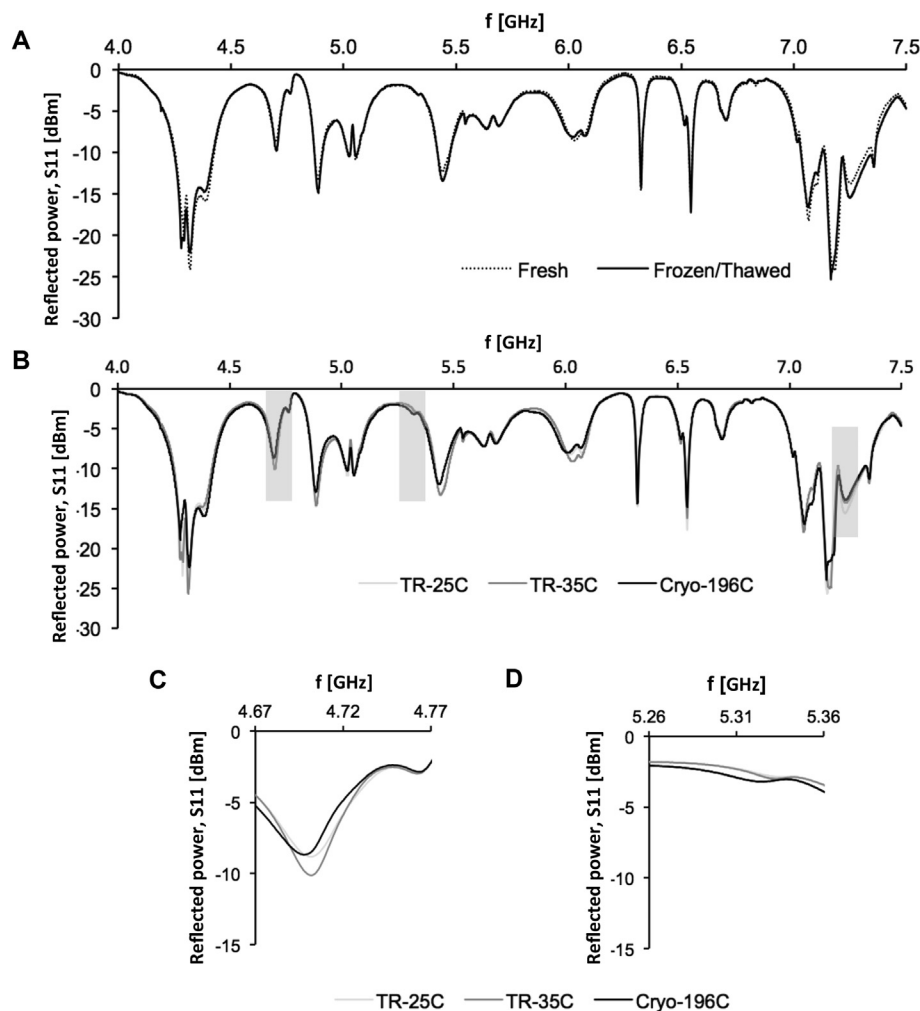 f [GHz]
A
4.0 4.5 5.0 5.5 6.0 6.5 7.0 7.5
0
-5
-10
-15
-20
-25
-30
Reflected power, S11 [dBm]
Fresh Frozen/Thawed
f [GHz]
B
4.0 4.5 5.0 5.5 6.0 6.5 7.0 7.5
0
-5
-10
-15
-20
-25
-30
Reflected power, S11 [dBm]
TR-25C TR-35C Cryo-196C
C
f [GHz]
4.67 4.72 4.77
0
-5
-10
-15
Reflected power, S11 [dBm]
D
f [GHz]
5.26 5.31 5.36
0
-5
-10
-15
Reflected power, S11 [dBm]
TR-25C TR-35C Cryo-196C